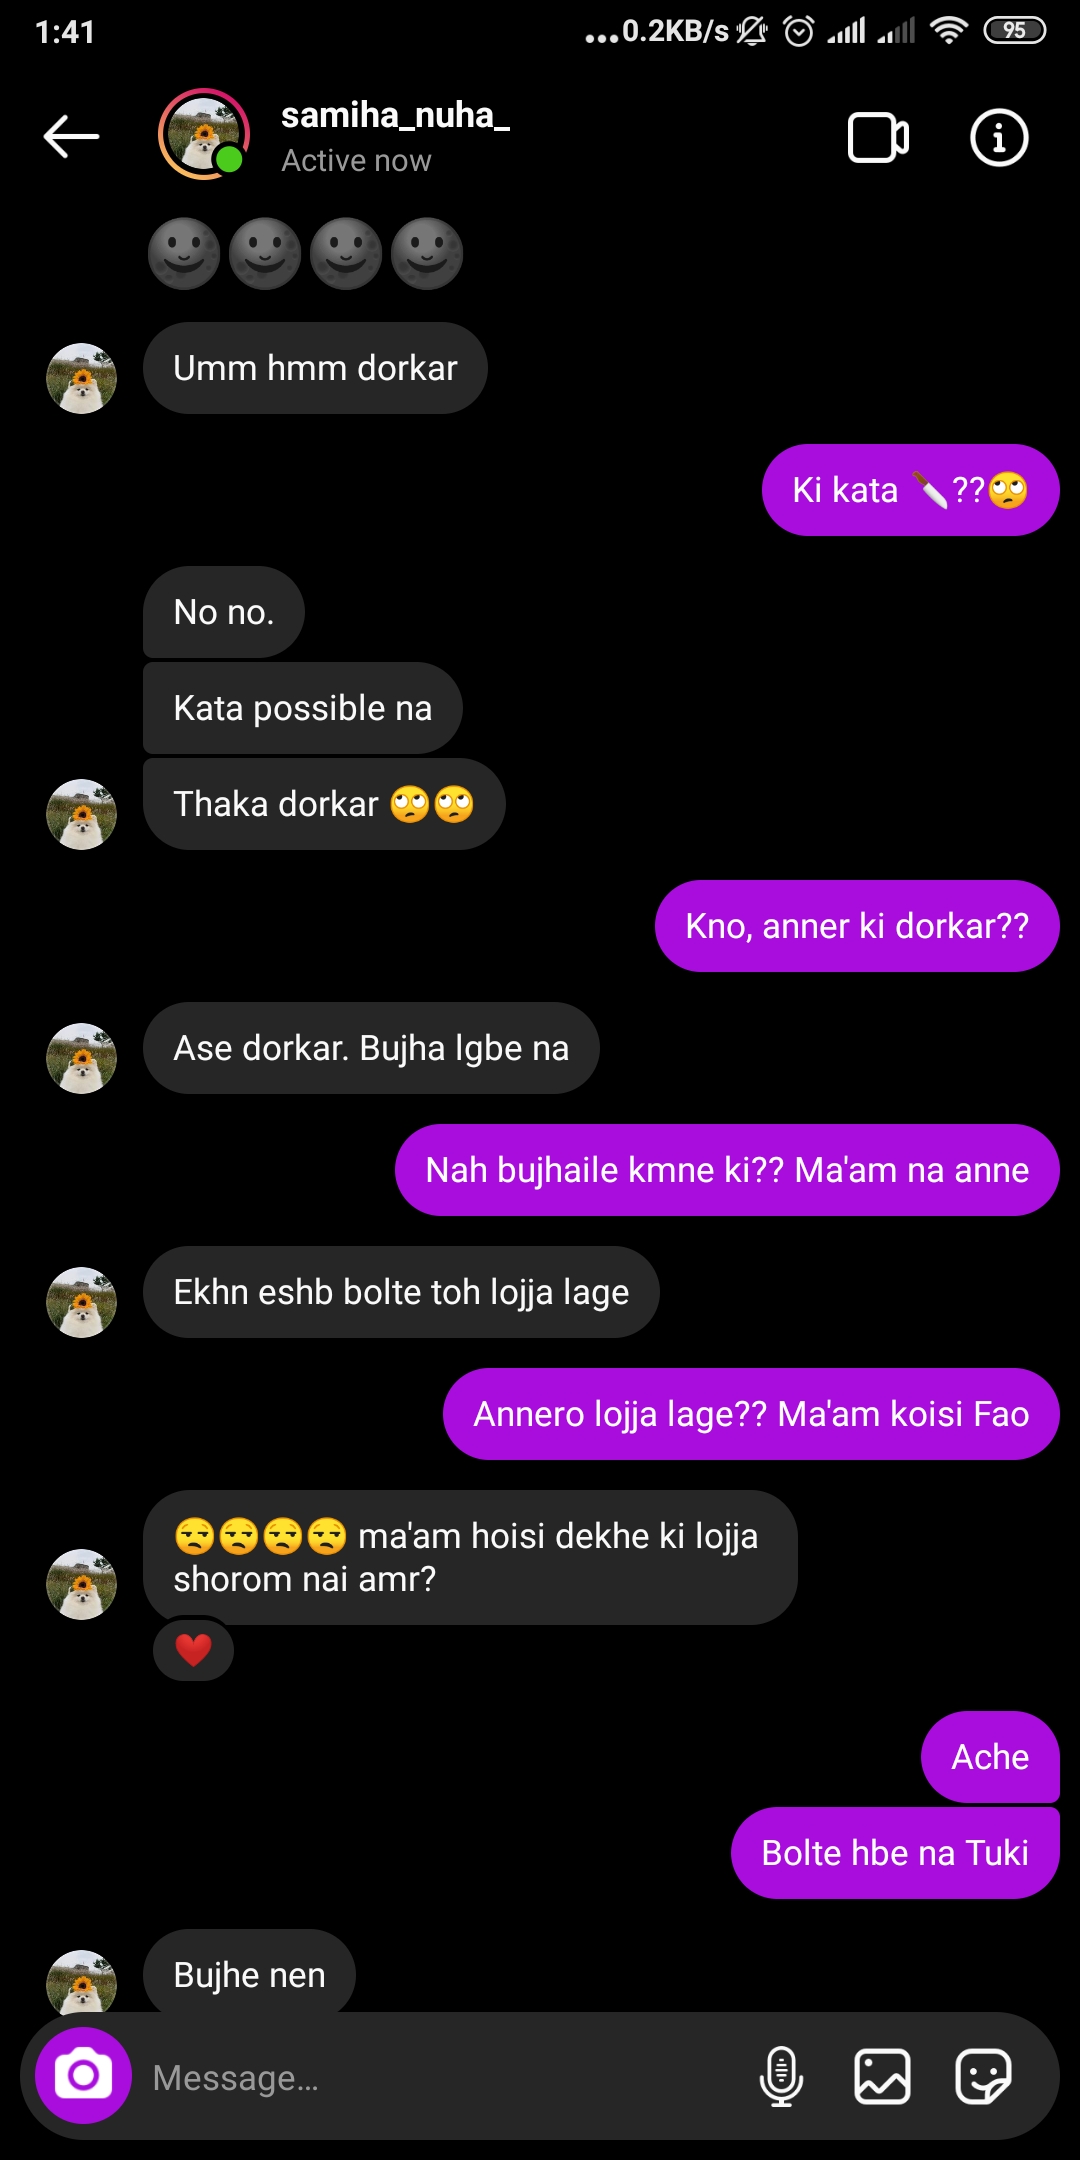 1:41
...0.2KB/s
95
samiha_nuha_
Active now
🌚🌚🌚🌚
Umm hmm dorkar
Ki kata 🔪??🙄
No no.
Kata possible na
Thaka dorkar 🙄🙄
Kno, anner ki dorkar??
Ase dorkar. Bujha lgbe na
Nah bujhaile kmne ki?? Ma'am na anne
Ekhn eshb bolte toh lojja lage
Annero lojja lage?? Ma'am koisi Fao
😒😒😒😒 ma'am hoisi dekhe ki lojja
shorom nai amr?
❤️
Ache
Bolte hbe na Tuki
Bujhe nen
Message...